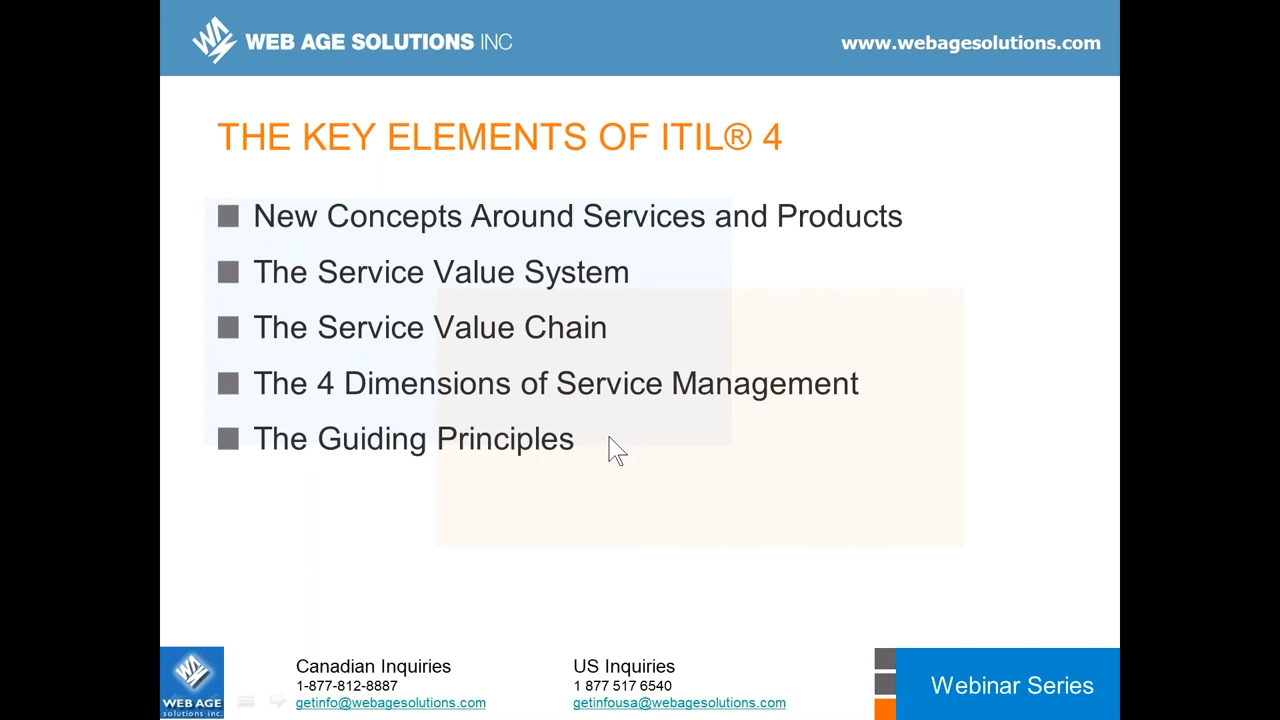 WEB AGE SOLUTIONS INC
www.webagesolutions.com
THE KEY ELEMENTS OF ITIL® 4
New Concepts Around Services and Products
The Service Value System
The Service Value Chain
The 4 Dimensions of Service Management
The Guiding Principles
WEB AGE
solutions inc.
Canadian Inquiries
1-877-812-8887
getinfo@webagesolutions.com
US Inquiries
1 877 517 6540
getinfousa@webagesolutions.com
Webinar Series